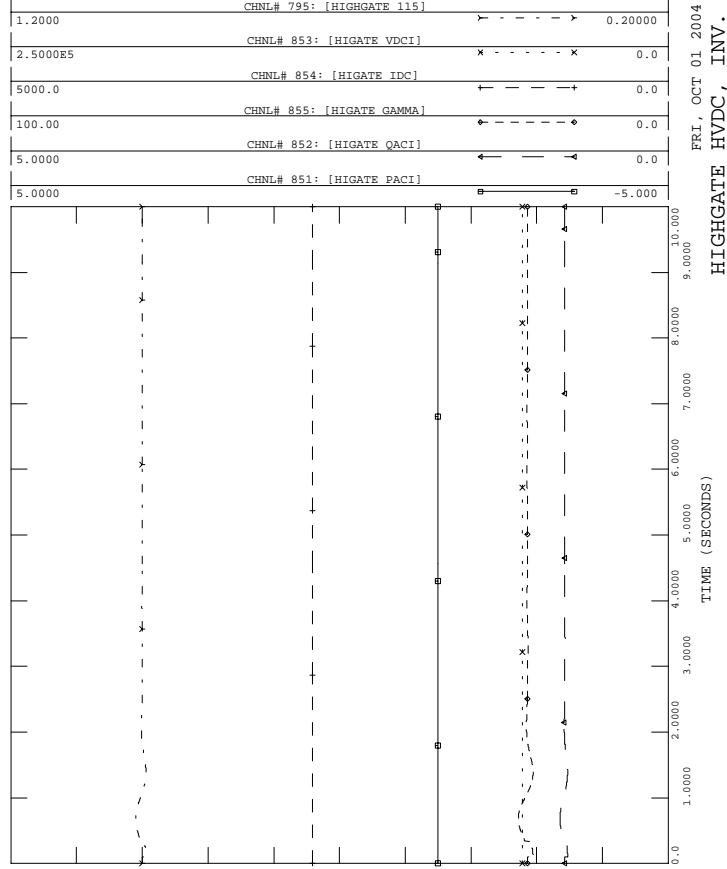 CHNL# 795: [HIGHGATE 115]
1.2000 0.20000
CHNL# 853: [HIGATE VDCI]
2.5000E5 0.0
CHNL# 854: [HIGATE IDC]
5000.0 0.0
CHNL# 855: [HIGATE GAMMA]
100.00 0.0
CHNL# 852: [HIGATE QACI]
5.0000 0.0
CHNL# 851: [HIGATE PACI]
5.0000 -5.000
FRI, OCT 01 2004
HIGHGATE HVDC, INV.
10.000
9.0000
8.0000
7.0000
6.0000
5.0000
4.0000
3.0000
2.0000
1.0000
0.0
TIME (SECONDS)